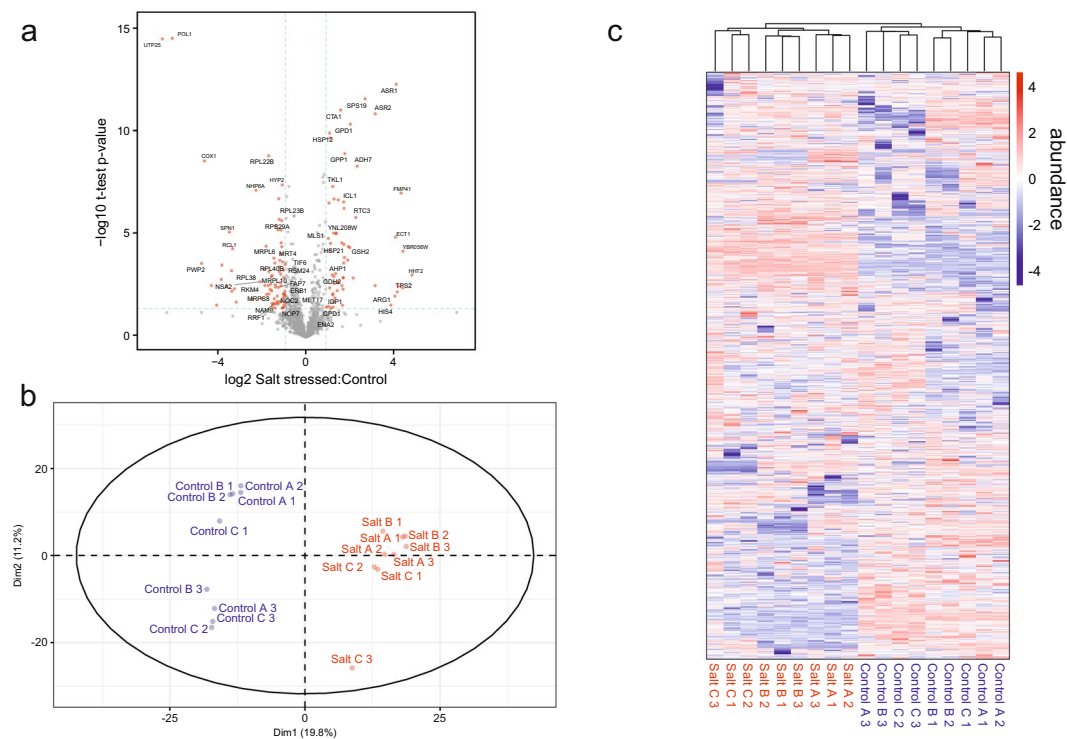 a
−log10 t-test p-value
15
10
5
0
−4
0
4
log2 Salt stressed:Control
UTP25
POL1
ASR1
SPS19
ASR2
CTA1
GPD1
HSP12
COX1
RPL22B
GPP1
ADH7
HYP2
NHP6A
TKL1
FMP41
ICL1
RPL23B
RTC3
SPN1
RPS29A
YNL208W
MLS1
ECT1
RCL1
MRPL6
MRT4
HSP21
GSH2
YBR056W
PWP2
TIF6
RPL40B
RSM24
AHP1
HHT2
RPL38
MRPL10
FAP7
GDH2
NSA2
RKM4
ERB1
TPS2
MRPS8
NOC2
MET17
IDP1
ARG1
NAM9
NOP7
GPD1
HIS4
RRF1
ENA2
b
Dim2 (11.2%)
20
0
-20
-25
0
25
Dim1 (19.8%)
Control B 1
Control A 2
Control B 2
Control A 1
Control C 1
Control B 3
Control A 3
Control C 3
Control C 2
Salt B 1
Salt A 1
Salt B 2
Salt A 2
Salt B 3
Salt A 3
Salt C 2
Salt C 1
Salt C 3
c
4
2
0
-2
-4
abundance
Salt C 3
Salt C 1
Salt C 2
Salt B 2
Salt B 1
Salt B 3
Salt A 3
Salt A 1
Salt A 2
Control A 3
Control B 3
Control C 2
Control C 3
Control B 1
Control B 2
Control C 1
Control A 1
Control A 2